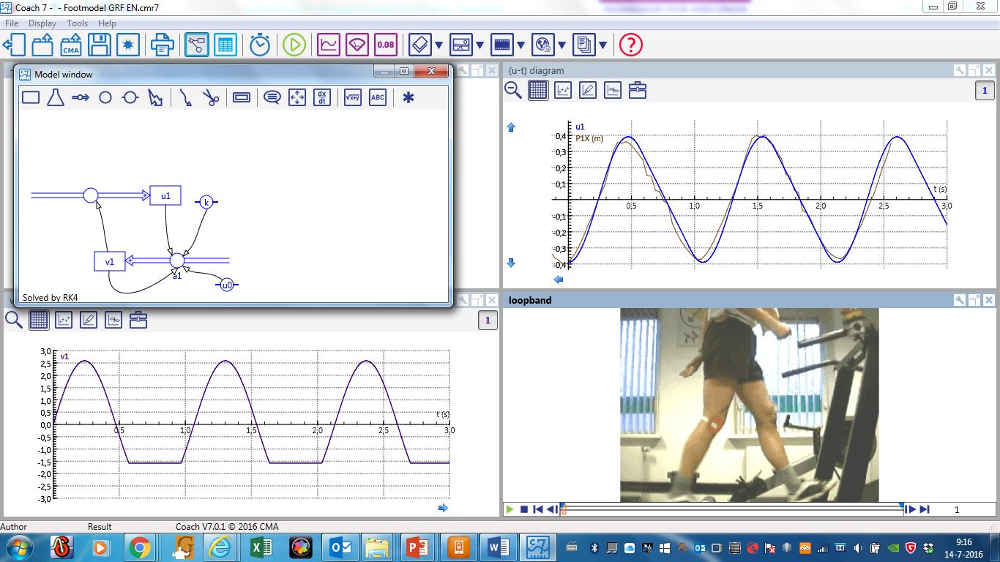 Coach 7 - - Footmodel GRF EN.cmr7
File Display Tools Help
CMA
0.08
?
Model window
dx
dt
√x+y
ABC
u1
k
v1
a1
u0
Solved by RK4
(u-t) diagram
1
u1
P1X (m)
0,4
0,3
0,2
0,1
-0,1
-0,2
-0,3
-0,4
t (s)
0,5 1,0 1,5 2,0 2,5 3,0
1
v1
3,0
2,5
2,0
1,5
1,0
0,5
0,0
-0,5
-1,0
-1,5
-2,0
-2,5
-3,0
t (s)
0,5 1,0 1,5 2,0 2,5 3,0
loopband
1
Author Result Coach V7.0.1 © 2016 CMA
9:16
14-7-2016